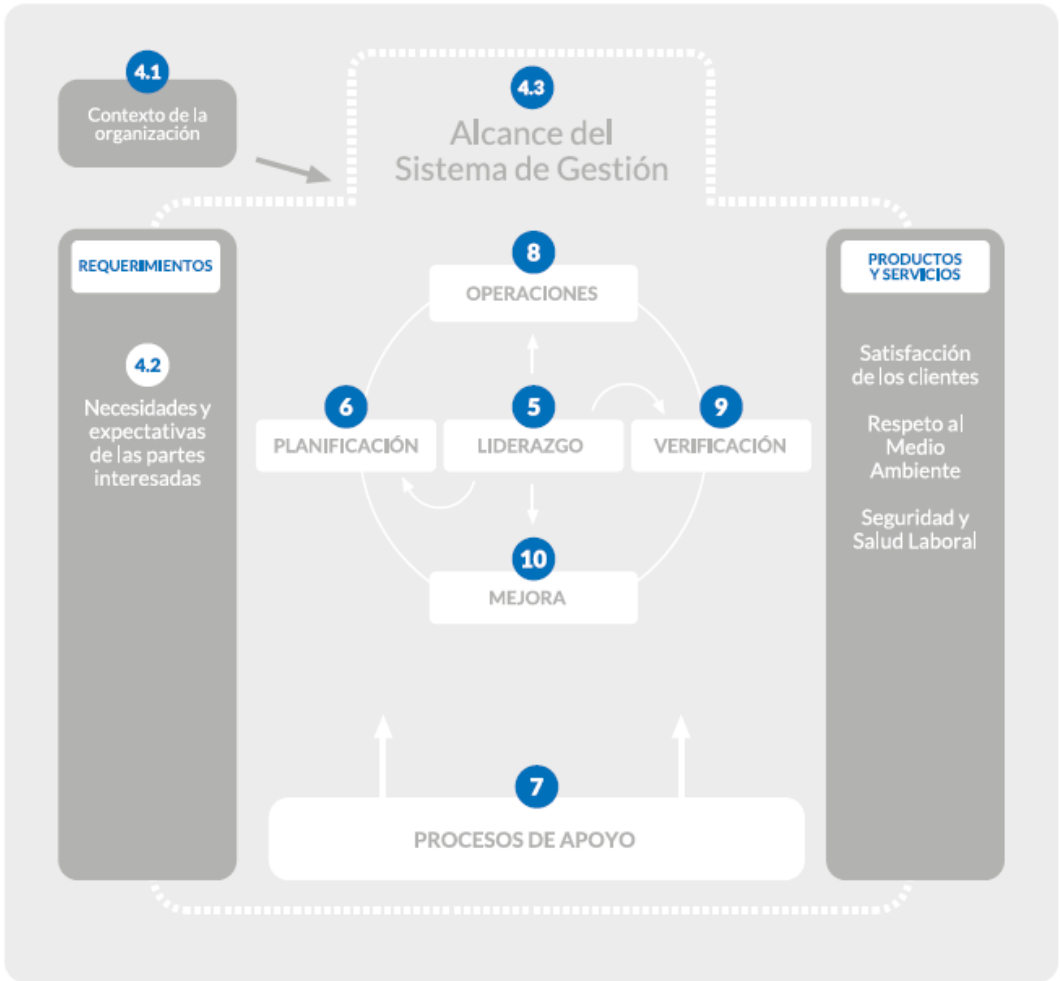 4.1
Contexto de la
organización
4.3
Alcance del
Sistema de Gestión
REQUERIMIENTOS
4.2
Necesidades y
expectativas
de las partes
interesadas
8
OPERACIONES
6
PLANIFICACIÓN
5
LIDERAZGO
9
VERIFICACIÓN
10
MEJORA
7
PROCESOS DE APOYO
PRODUCTOS
Y SERVICIOS
Satisfacción
de los clientes
Respeto al
Medio
Ambiente
Seguridad y
Salud Laboral